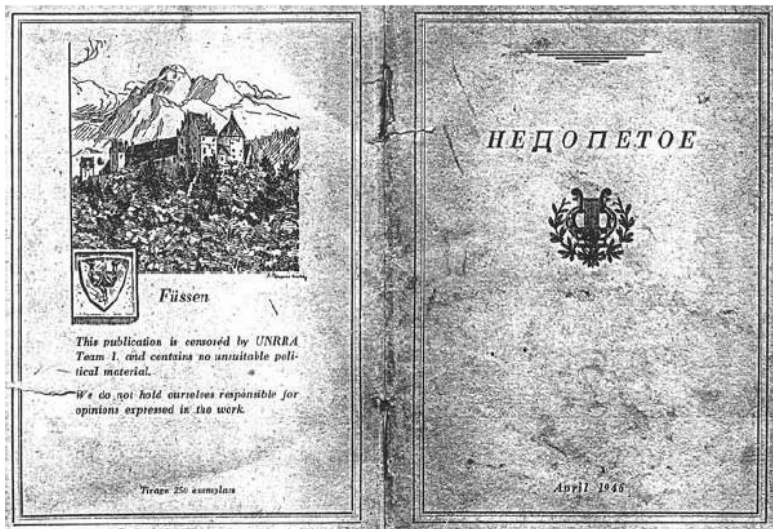 Füssen
This publication is censored by UNRRA
Team 1. and contains no unsuitable poli-
tical material.
We do not hold ourselves responsible for
opinions expressed in the work.
Tirage 250 exemplars
НЕДОПЕТОЕ
April 1946